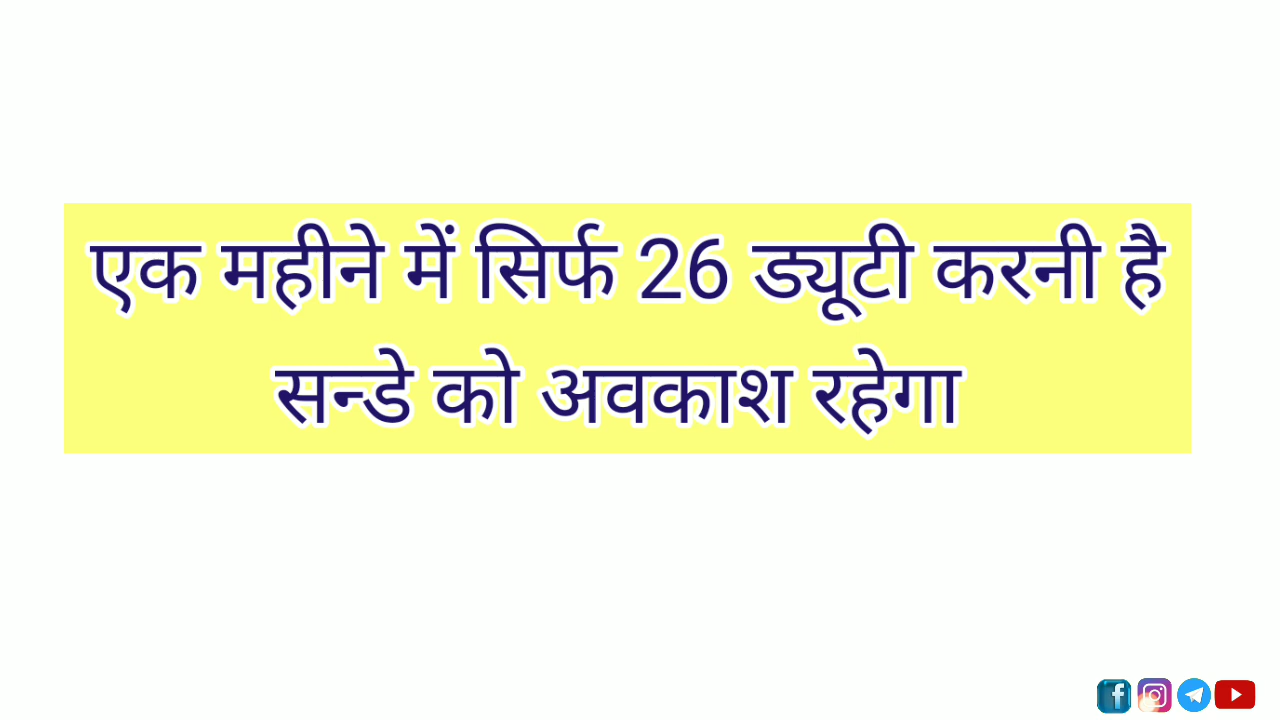 एक महीने में सिर्फ 26 ड्यूटी करनी है
सन्डे को अवकाश रहेगा